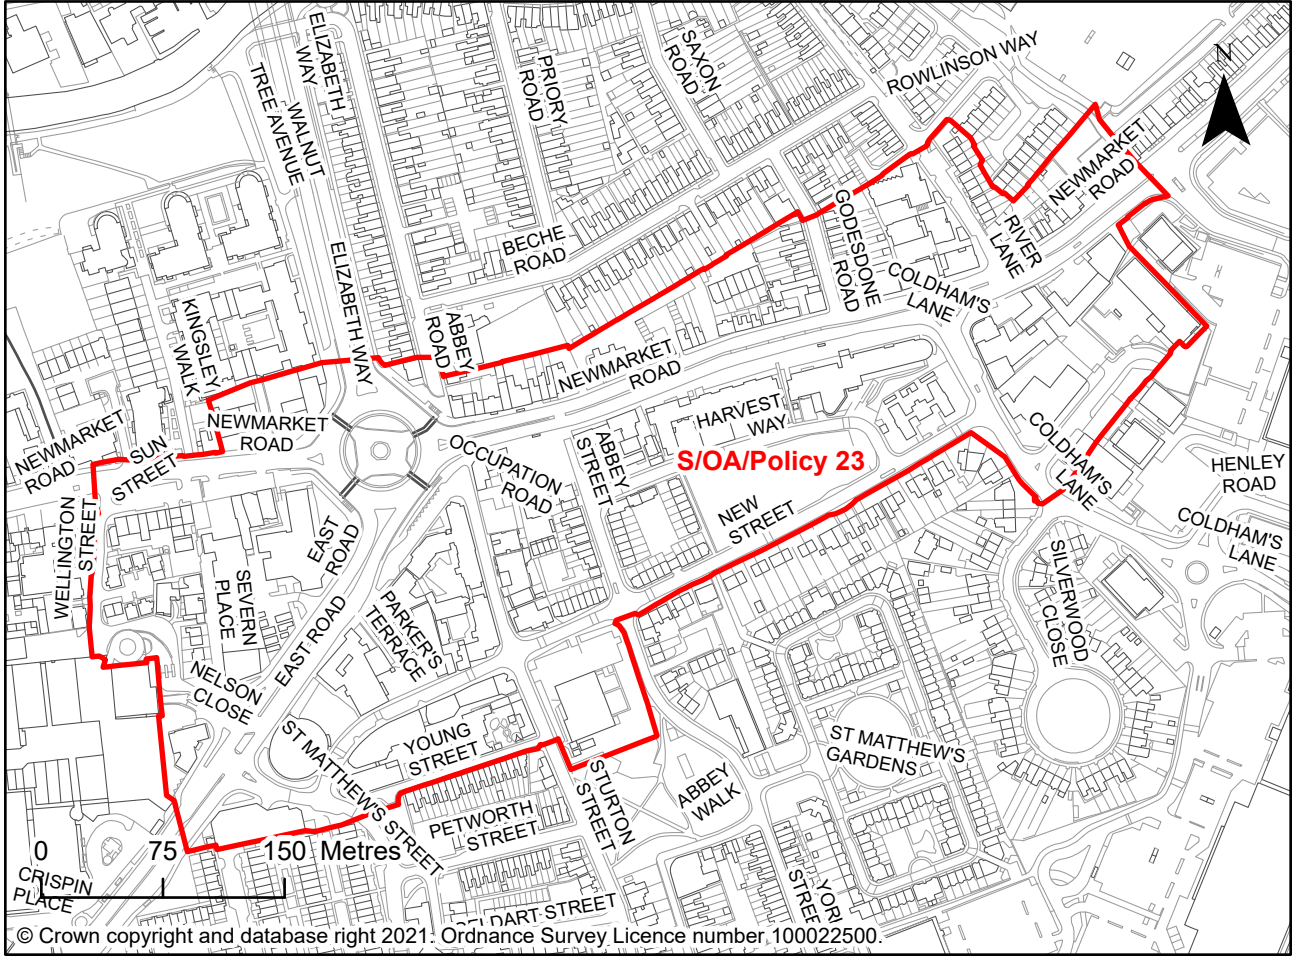 ELIZABETH
WAY
WALNUT
TREE AVENUE
PRIORY
ROAD
SAXON
ROAD
ROWLINSON WAY
N
NEWMARKET
ROAD
RIVER
LANE
GODESDONE
ROAD
COLDHAM'S
LANE
BECHE
ROAD
ELIZABETH WAY
KINGSLEY
WALK
ABBEY
ROAD
NEWMARKET
ROAD
NEWMARKET
ROAD
NEWMARKET
ROAD
SUN
STREET
HARVEST
WAY
OCCUPATION
ROAD
ABBEY
STREET
S/OA/Policy 23
COLDHAM'S
LANE
HENLEY
ROAD
COLDHAM'S
LANE
NEW
STREET
WELLINGTON
STREET
EAST
ROAD
SEVERN
PLACE
EAST ROAD
PARKER'S
TERRACE
SILVERWOOD
CLOSE
NELSON
CLOSE
ST MATTHEW'S STREET
YOUNG
STREET
ST MATTHEW'S
GARDENS
ABBEY
WALK
STURTON
STREET
PETWORTH
STREET
0 75 150 Metres
CRISPIN
PLACE
STREET
© Crown copyright and database right 2021. Ordnance Survey Licence number 100022500.